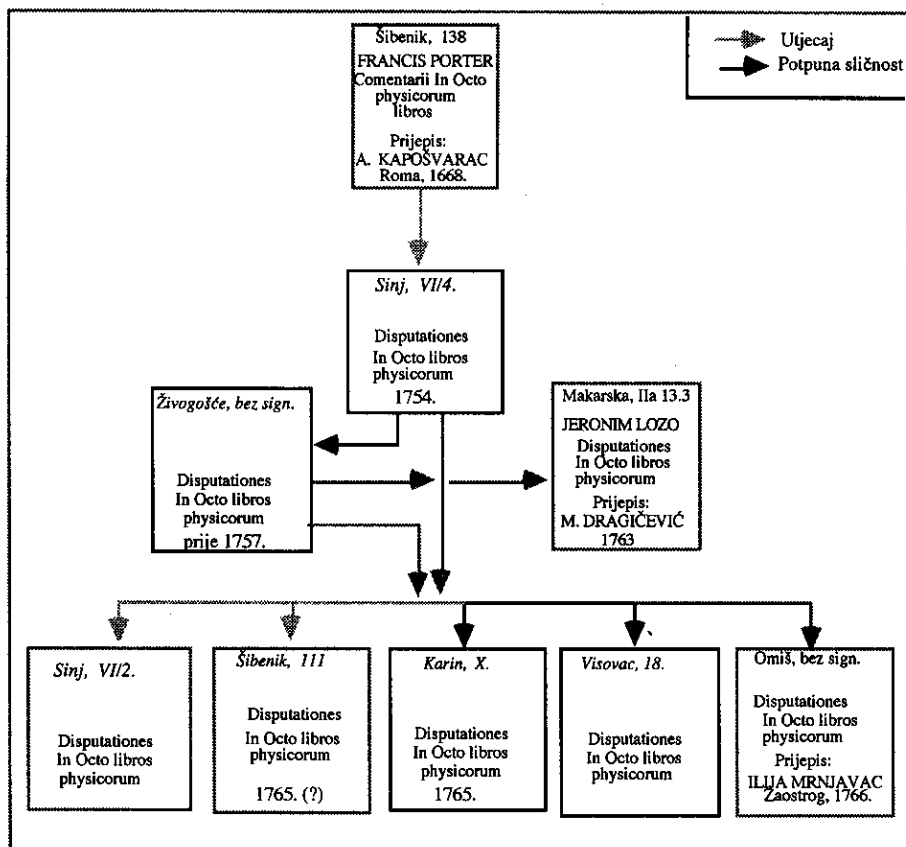 Šibenik, 138
FRANCIS PORTER
Comentarii In Octo
physicorum
libros
Prijepis:
A. KAPOŠVARAC
Roma, 1668.
Utjecaj
Potpuna sličnost
Sinj, VI/4.
Disputationes
In Octo libros
physicorum
1754.
Živogošće, bez sign.
Disputationes
In Octo libros
physicorum
prije 1757.
Makarska, IIa 13.3
JERONIM LOZO
Disputationes
In Octo libros
physicorum
Prijepis:
M. DRAGIČEVIĆ
1763
Sinj, VI/2.
Disputationes
In Octo libros
physicorum
Šibenik, 111
Disputationes
In Octo libros
physicorum
1765. (?)
Karin, X.
Disputationes
In Octo libros
physicorum
1765.
Visovac, 18.
Disputationes
In Octo libros
physicorum
Omiš, bez sign.
Disputationes
In Octo libros
physicorum
Prijepis:
ILIJA MRNJAVAC
Zaostrog, 1766.